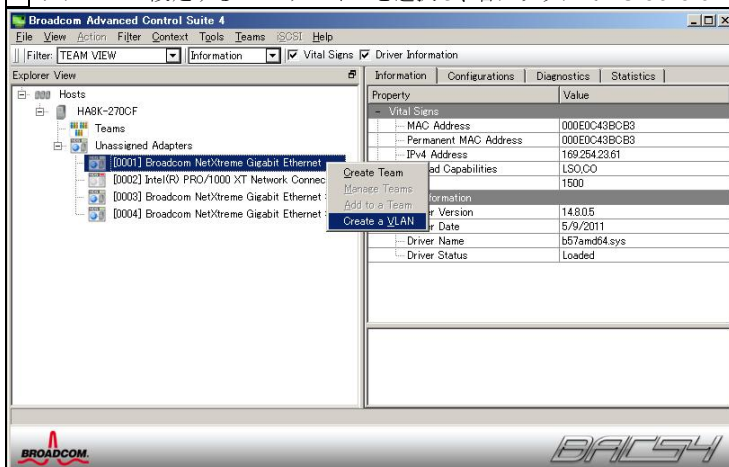 Broadcom Advanced Control Suite 4
File View Action Filter Context Tools Teams iSCSI Help
Filter: TEAM VIEW Information Vital Signs Driver Information
Explorer View
Hosts
HA8K-270CF
Teams
Unassigned Adapters
[0001] Broadcom NetXtreme Gigabit Ethernet
[0002] Intel(R) PRO/1000 XT Network Connec
[0003] Broadcom NetXtreme Gigabit Ethernet
[0004] Broadcom NetXtreme Gigabit Ethernet
Create Team
Manage Teams
Add to a Team
Create a VLAN
Information Configurations Diagnostics Statistics
Property Value
Vital Signs
MAC Address 000E0C43BCB3
Permanent MAC Address 000E0C43BCB3
IPv4 Address 169.254.23.61
ad Capabilities LSO,CO
1500
formation
r Version 14.8.0.5
r Date 5/9/2011
Driver Name b57amd64.sys
Driver Status Loaded
BROADCOM.
BACS4